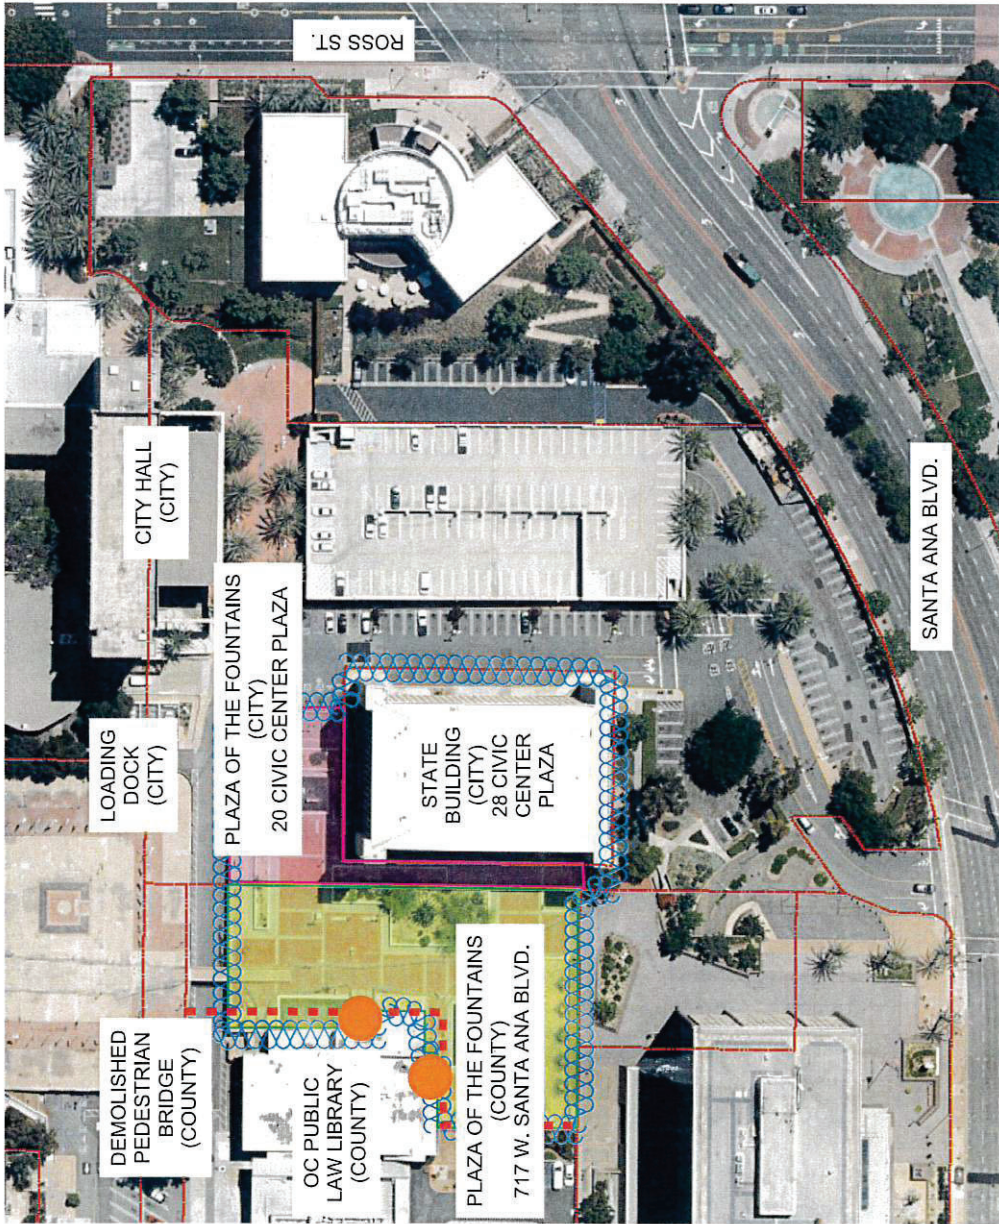 ROSS ST.
CITY HALL
(CITY)
LOADING
DOCK
(CITY)
PLAZA OF THE FOUNTAINS
(CITY)
20 CIVIC CENTER PLAZA
STATE
BUILDING
(CITY)
28 CIVIC
CENTER
PLAZA
SANTA ANA BLVD.
DEMOLISHED
PEDESTRIAN
BRIDGE
(COUNTY)
OC PUBLIC
LAW LIBRARY
(COUNTY)
PLAZA OF THE FOUNTAINS
(COUNTY)
717 W. SANTA ANA BLVD.